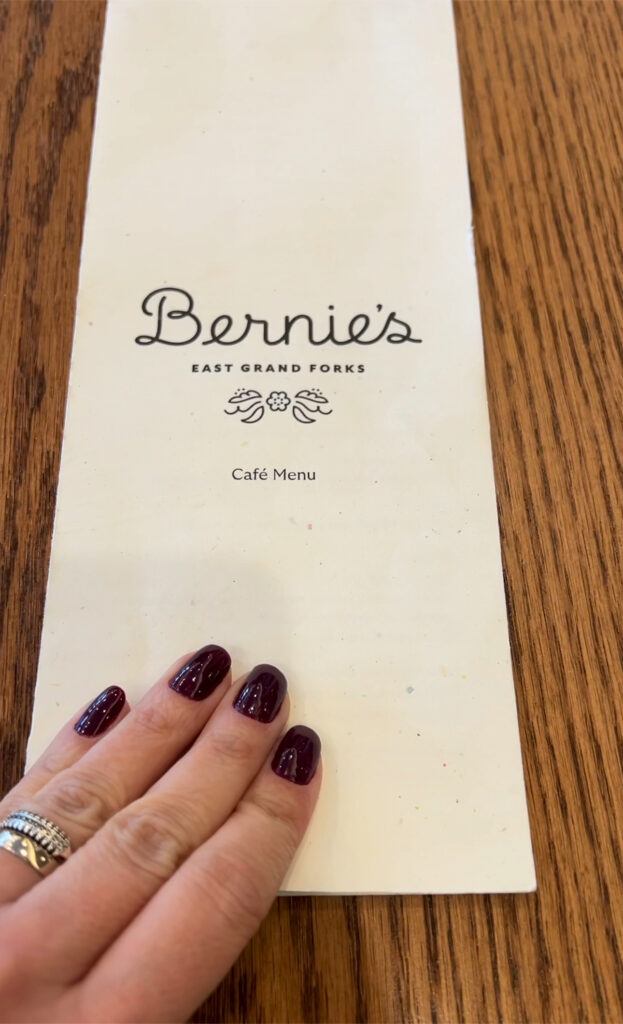 Bernie's
EAST GRAND FORKS
Café Menu